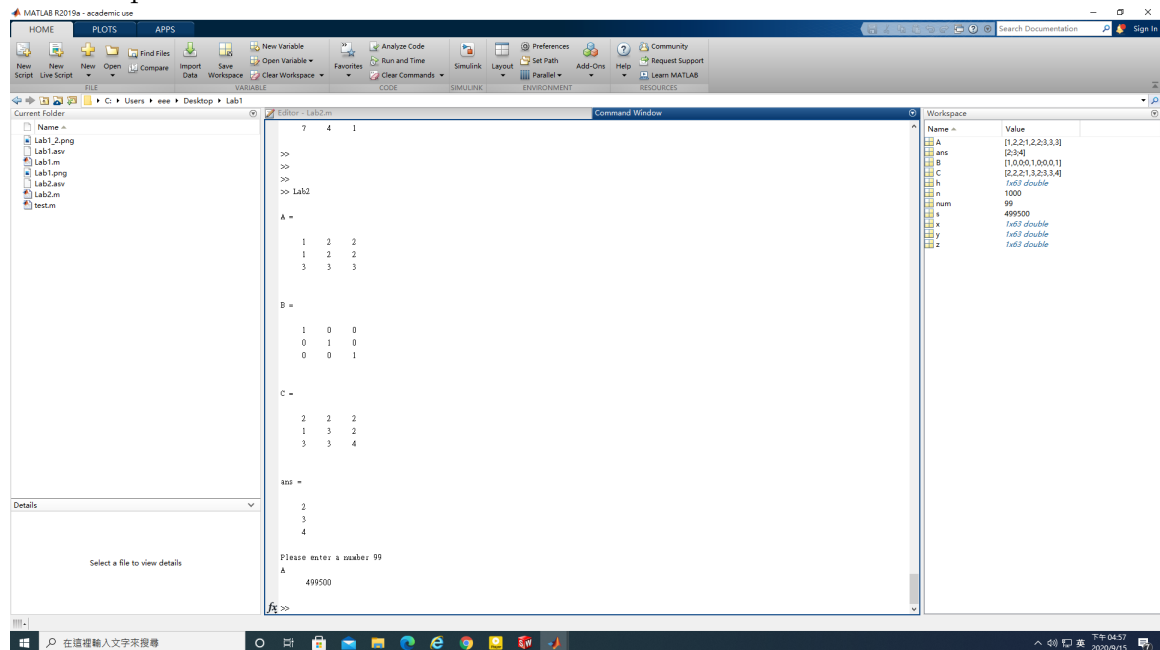 MATLAB R2019a - academic use
HOME PLOTS APPS
Search Documentation
Sign In
New Script
New Live Script
New
Open
Find Files
Compare
Import Data
Save Workspace
New Variable
Open Variable
Clear Workspace
Favorites
Analyze Code
Run and Time
Clear Commands
Simulink
Layout
Preferences
Set Path
Parallel
Add-Ons
Help
Community
Request Support
Learn MATLAB
FILE VARIABLE CODE SIMULINK ENVIRONMENT RESOURCES
C: Users eee Desktop Lab1
Current Folder
Name
Lab1_2.png
Lab1.asv
Lab1.m
Lab1.png
Lab2.asv
Lab2.m
test.m
Details
Select a file to view details
Editor - Lab2.m
Command Window
7 4 1
>>
>>
>>
>> Lab2
A =
1 2 2
1 2 2
3 3 3
B =
1 0 0
0 1 0
0 0 1
C =
2 2 2
1 3 2
3 3 4
ans =
2
3
4
Please enter a number 99
A
499500
fx >>
Workspace
Name Value
A [1,2,2;1,2,2;3,3,3]
ans [2;3;4]
B [1,0,0;0,1,0;0,0,1]
C [2,2,2;1,3,2;3,3,4]
h 1x63 double
n 1000
num 99
s 499500
x 1x63 double
y 1x63 double
z 1x63 double
在這裡輸入文字來搜尋
英
下午 04:57
2020/9/15